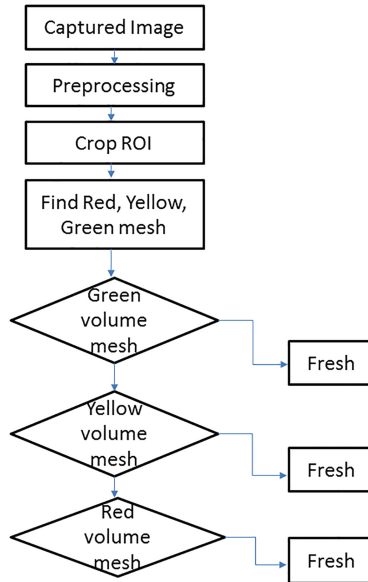 Captured Image
Preprocessing
Crop ROI
Find Red, Yellow,
Green mesh
Green
volume
mesh
Fresh
Yellow
volume
mesh
Fresh
Red
volume
mesh
Fresh